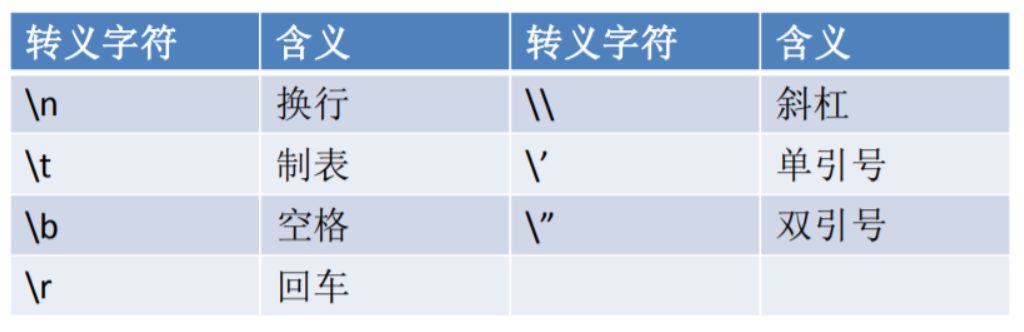 转义字符 含义 转义字符 含义
\n 换行 \\ 斜杠
\t 制表 \’ 单引号
\b 空格 \” 双引号
\r 回车